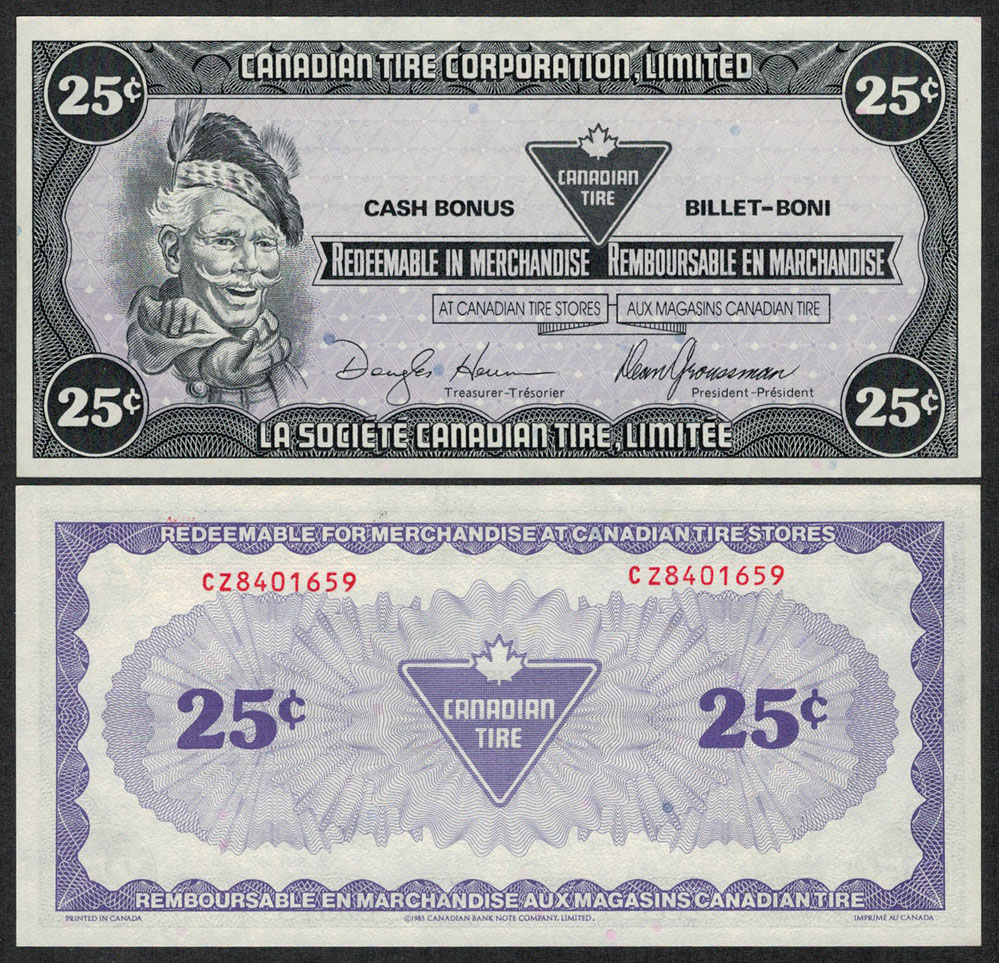 25¢ CANADIAN TIRE CORPORATION, LIMITED 25¢
CANADIAN
TIRE
CASH BONUS BILLET-BONI
REDEEMABLE IN MERCHANDISE REMBOURSABLE EN MARCHANDISE
AT CANADIAN TIRE STORES AUX MAGASINS CANADIAN TIRE
Dean Groussman
Treasurer-Trésorier President-Président
25¢ LA SOCIÉTÉ CANADIAN TIRE, LIMITÉE 25¢
REDEEMABLE FOR MERCHANDISE AT CANADIAN TIRE STORES
CZ8401659 CZ8401659
25¢ CANADIAN 25¢
TIRE
REMBOURSABLE EN MARCHANDISE AUX MAGASINS CANADIAN TIRE
PRINTED IN CANADA ©1985 CANADIAN BANK NOTE COMPANY, LIMITED. IMPRIMÉ AU CANADA